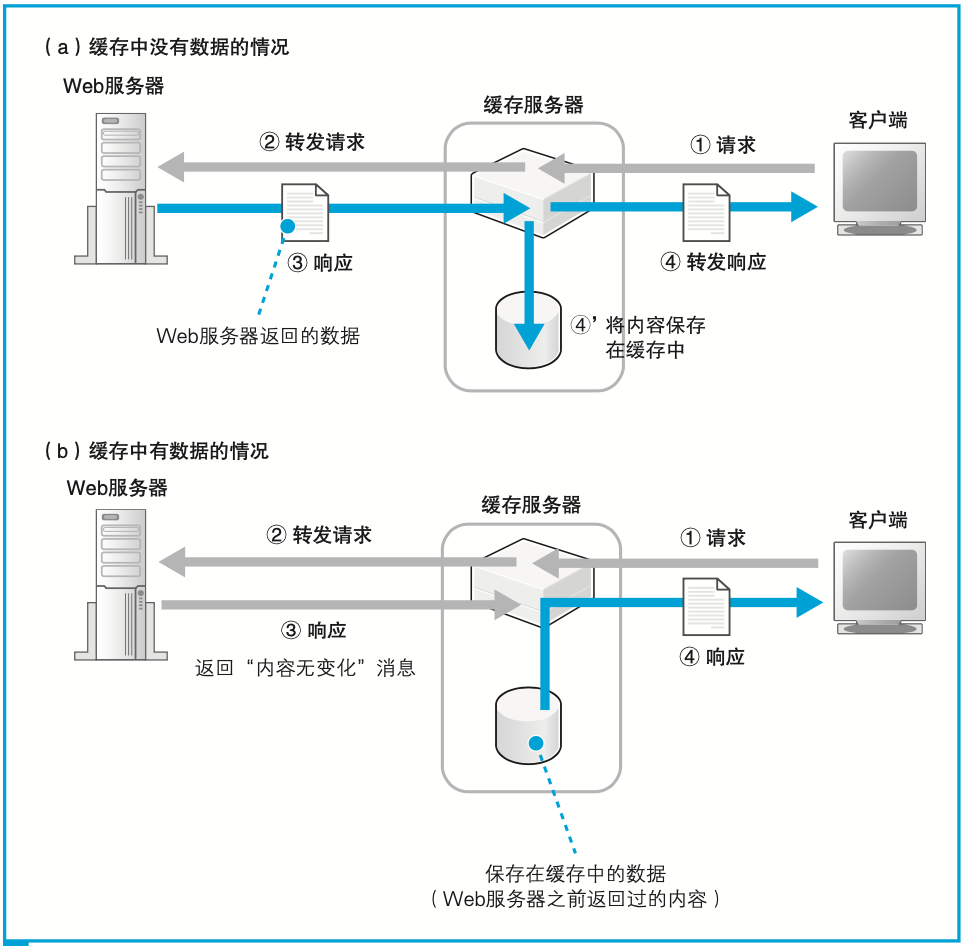 （a）缓存中没有数据的情况
Web服务器
缓存服务器
客户端
② 转发请求
① 请求
③ 响应
④ 转发响应
Web服务器返回的数据
④’ 将内容保存
在缓存中
（b）缓存中有数据的情况
Web服务器
缓存服务器
客户端
② 转发请求
① 请求
③ 响应
返回“内容无变化”消息
④ 响应
保存在缓存中的数据
（Web服务器之前返回过的内容）